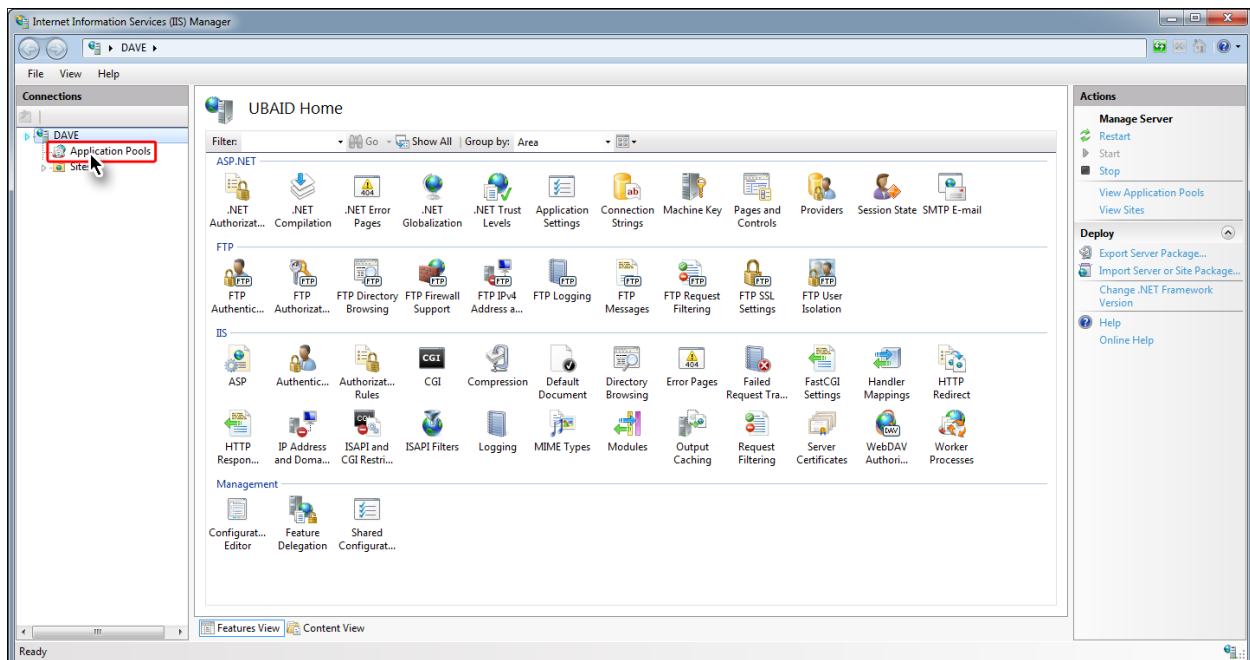 Internet Information Services (IIS) Manager
DAVE
File View Help
Connections
DAVE
Application Pools
Sites
UBAID Home
Filter: Go Show All Group by: Area
ASP.NET
.NET Authorizat...
.NET Compilation
.NET Error Pages
.NET Globalization
.NET Trust Levels
Application Settings
Connection Strings
Machine Key
Pages and Controls
Providers
Session State
SMTP E-mail
FTP
FTP Authentic...
FTP Authorizat...
FTP Directory Browsing
FTP Firewall Support
FTP IPv4 Address a...
FTP Logging
FTP Messages
FTP Request Filtering
FTP SSL Settings
FTP User Isolation
IIS
ASP
Authentic...
Authorizat... Rules
CGI
Compression
Default Document
Directory Browsing
Error Pages
Failed Request Tra...
FastCGI Settings
Handler Mappings
HTTP Redirect
HTTP Respon...
IP Address and Doma...
ISAPI and CGI Restri...
ISAPI Filters
Logging
MIME Types
Modules
Output Caching
Request Filtering
Server Certificates
WebDAV Authori...
Worker Processes
Management
Configurat... Editor
Feature Delegation
Shared Configurat...
Features View Content View
Actions
Manage Server
Restart
Start
Stop
View Application Pools
View Sites
Deploy
Export Server Package...
Import Server or Site Package...
Change .NET Framework
Version
Help
Online Help
Ready